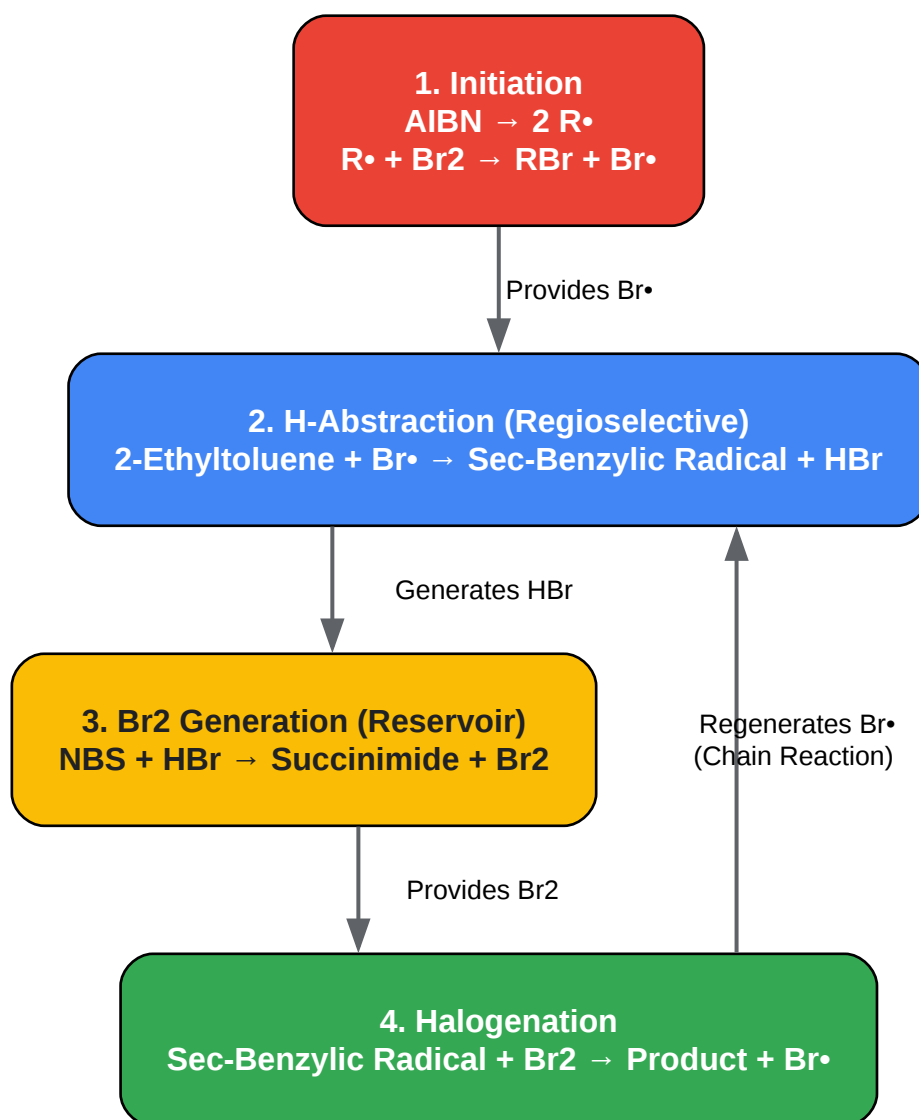 1. Initiation
AIBN → 2 R•
R• + Br2 → RBr + Br•
Provides Br•
2. H-Abstraction (Regioselective)
2-Ethyltoluene + Br• → Sec-Benzylic Radical + HBr
Generates HBr
3. Br2 Generation (Reservoir)
NBS + HBr → Succinimide + Br2
Regenerates Br•
(Chain Reaction)
Provides Br2
4. Halogenation
Sec-Benzylic Radical + Br2 → Product + Br•